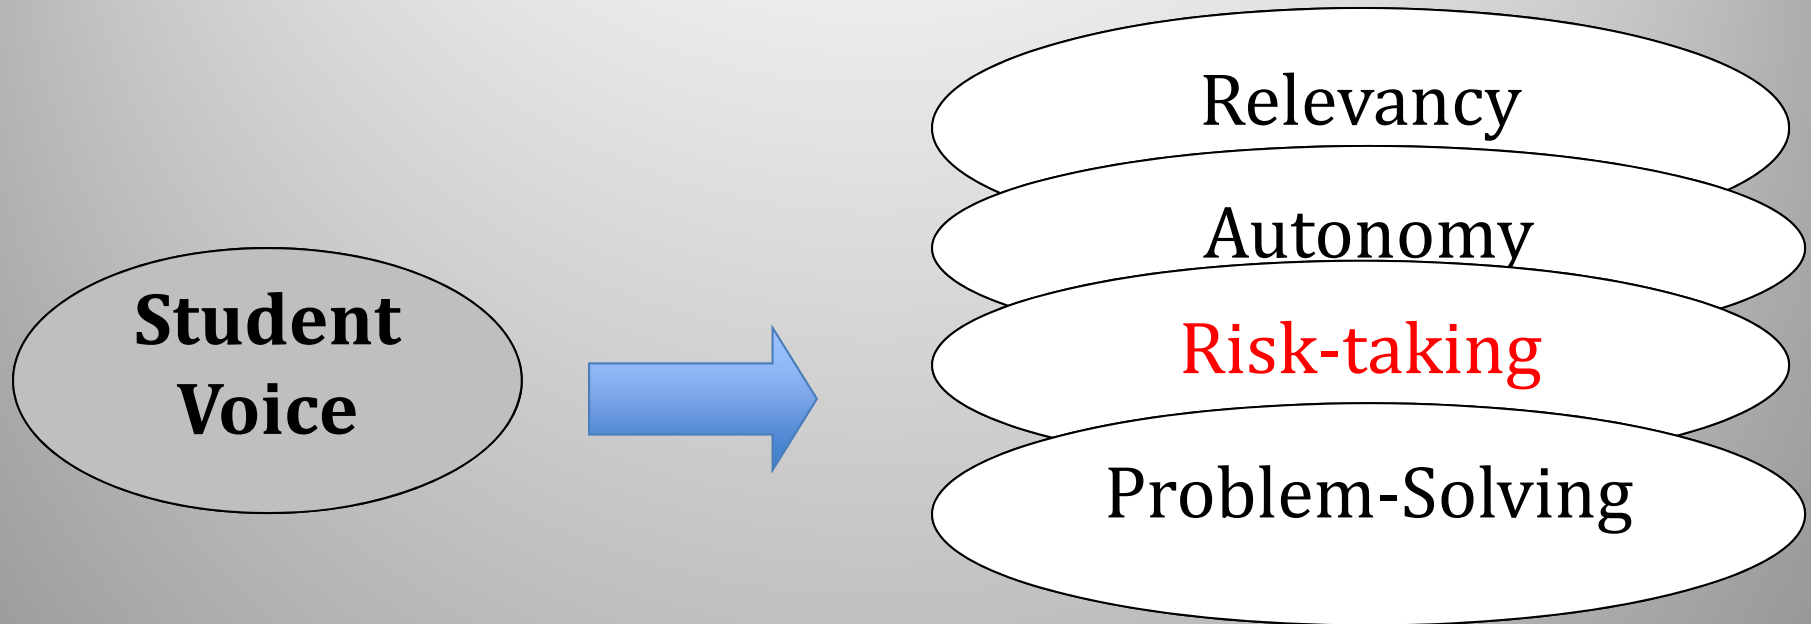 Student
Voice
Relevancy
Autonomy
Risk-taking
Problem-Solving